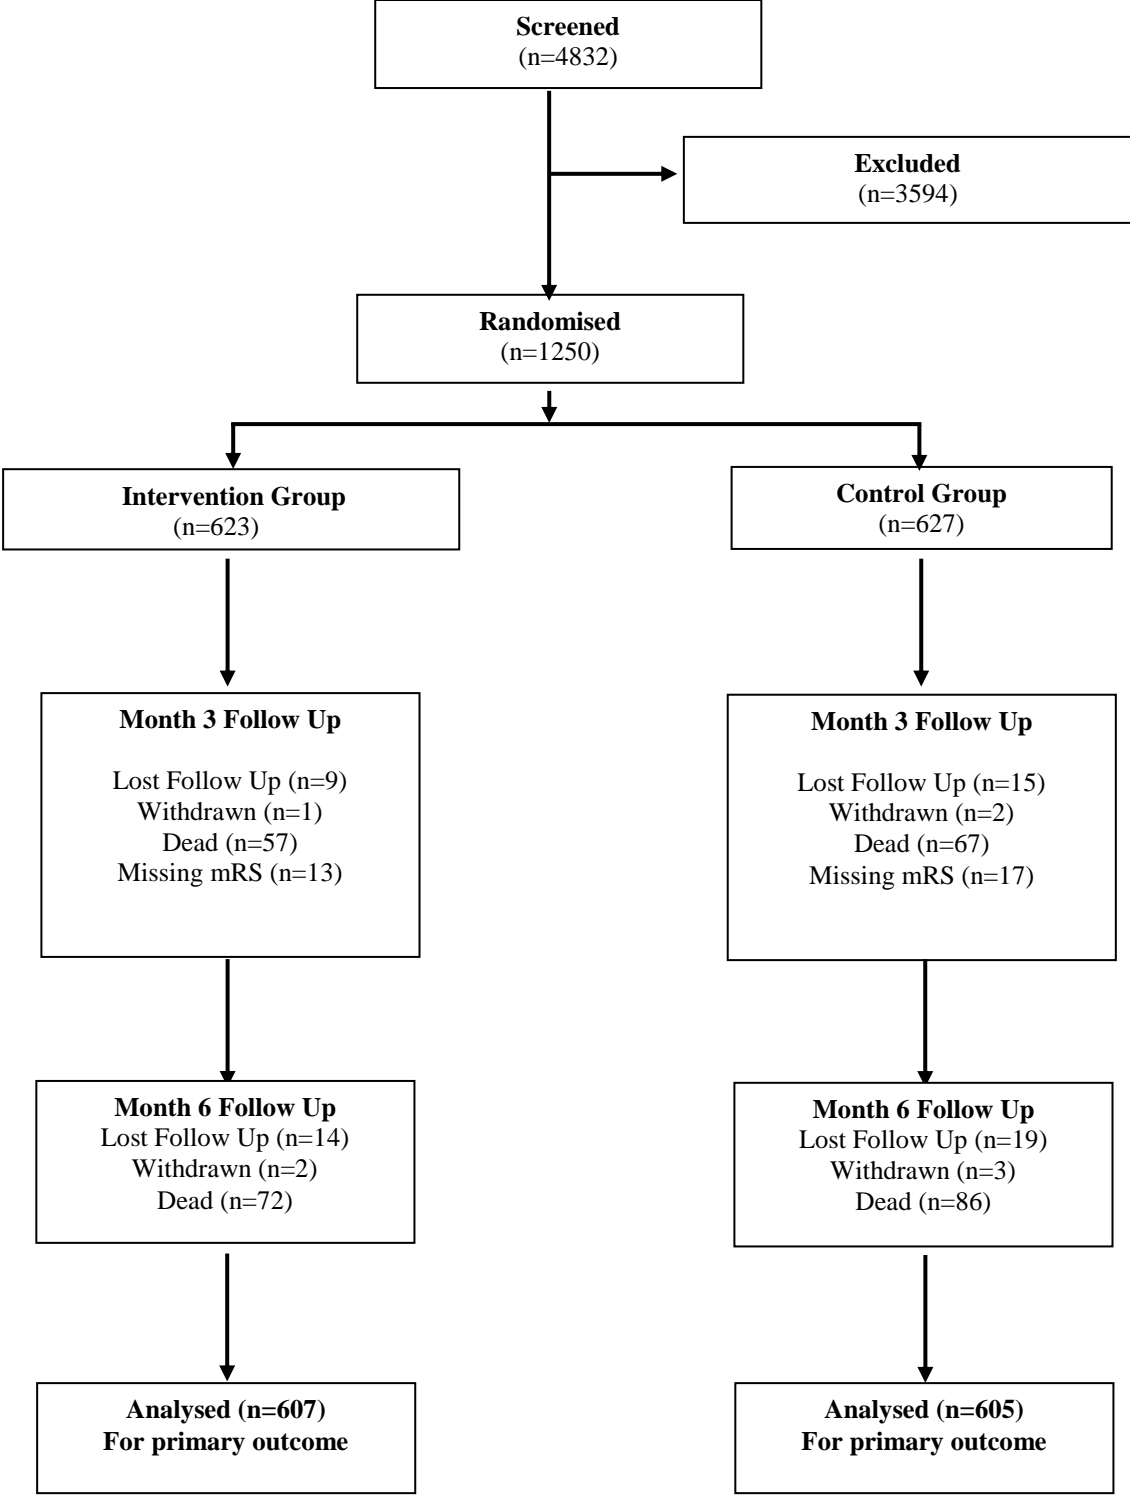 Screened
(n=4832)
Excluded
(n=3594)
Randomised
(n=1250)
Intervention Group
(n=623)
Control Group
(n=627)
Month 3 Follow Up
Lost Follow Up (n=9)
Withdrawn (n=1)
Dead (n=57)
Missing mRS (n=13)
Month 3 Follow Up
Lost Follow Up (n=15)
Withdrawn (n=2)
Dead (n=67)
Missing mRS (n=17)
Month 6 Follow Up
Lost Follow Up (n=14)
Withdrawn (n=2)
Dead (n=72)
Month 6 Follow Up
Lost Follow Up (n=19)
Withdrawn (n=3)
Dead (n=86)
Analysed (n=607)
For primary outcome
Analysed (n=605)
For primary outcome